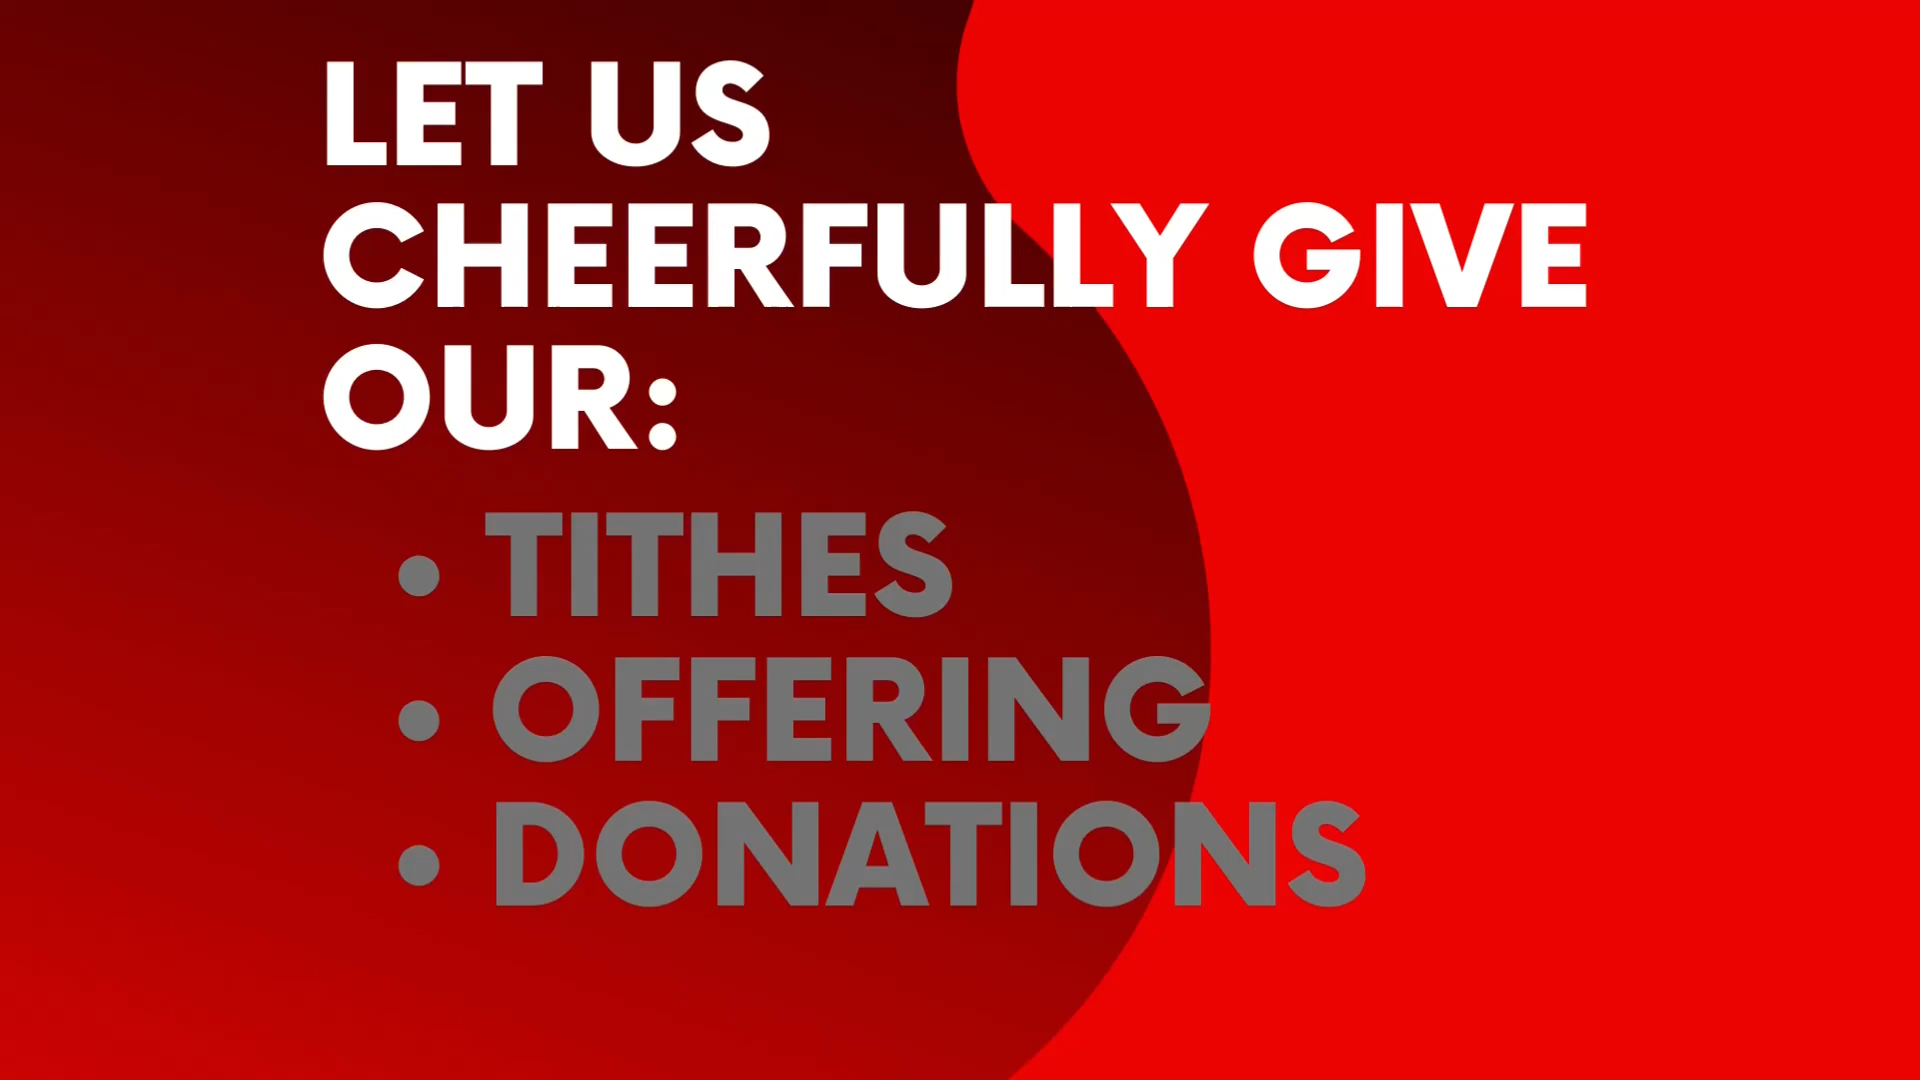 LET US
CHEERFULLY GIVE
OUR:
• TITHES
• OFFERING
• DONATIONS